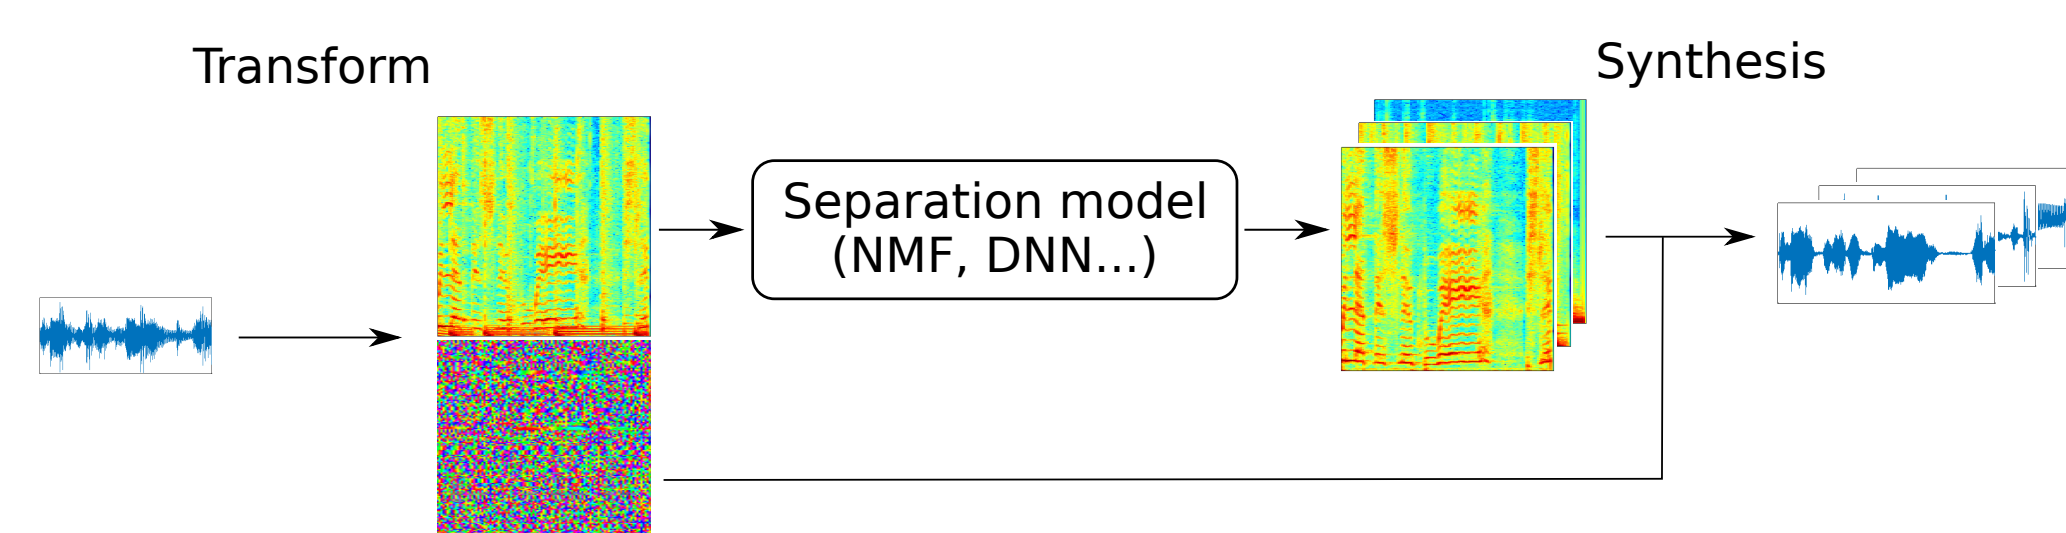 Transform
Synthesis
Separation model
(NMF, DNN...)